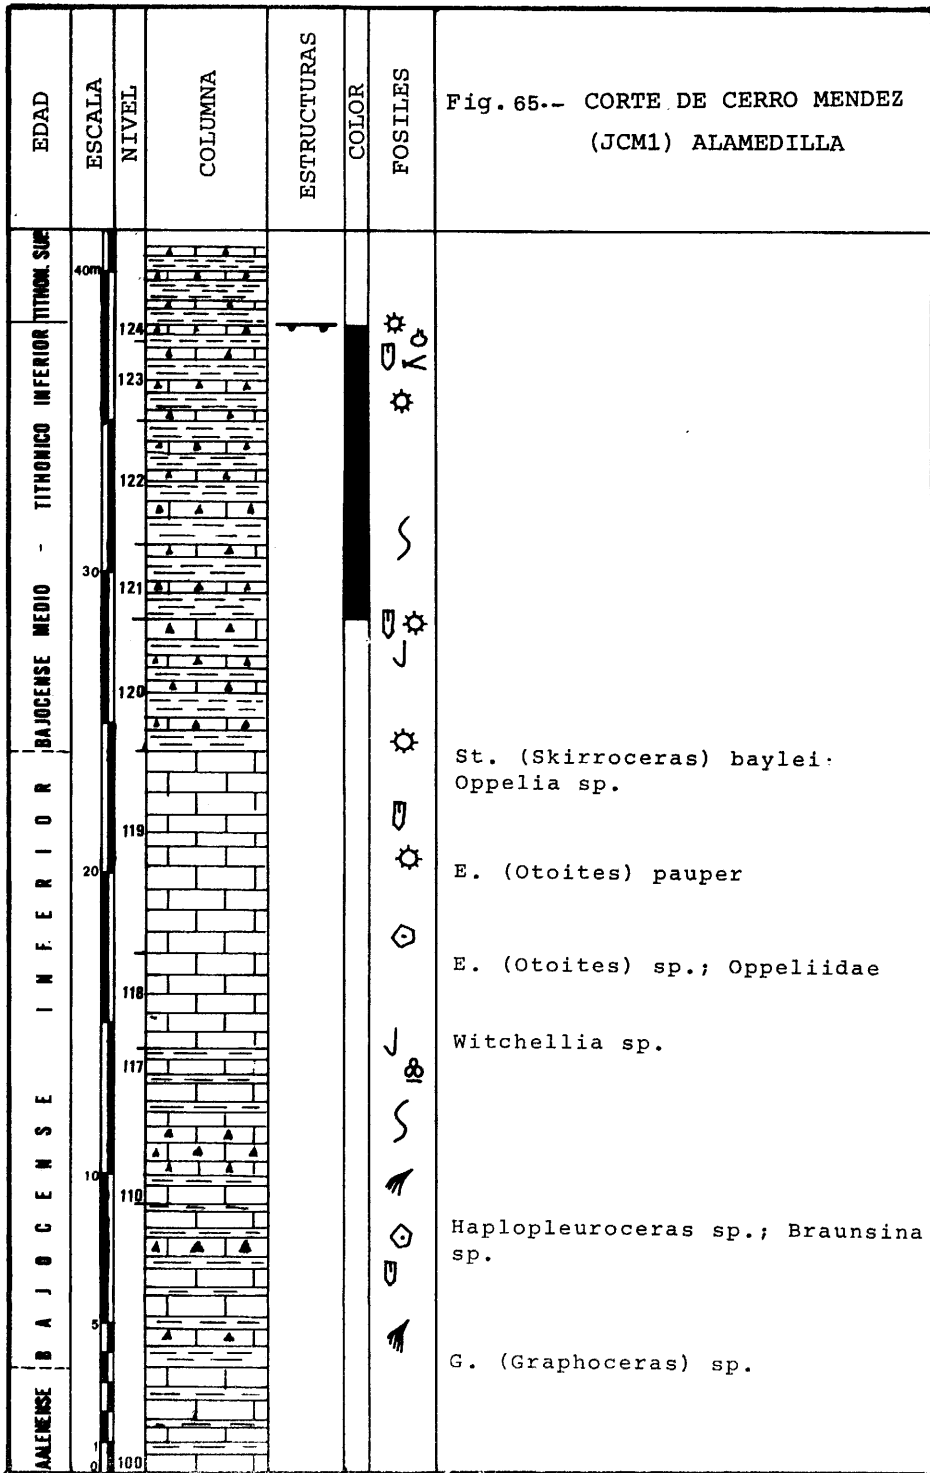 EDAD
ESCALA
NIVEL
COLUMNA
ESTRUCTURAS
COLOR
FOSILES
Fig. 65.-- CORTE DE CERRO MENDEZ
(JCM1) ALAMEDILLA
TITHON. SUP.
BAJOCENSE MEDIO - TITHONICO INFERIOR
BAJOCENSE INFERIOR
AALENENSE
40m
30
20
10
5
1
0
124
123
122
121
120
119
118
117
110
100
St. (Skirroceras) baylei
Oppelia sp.
E. (Otoites) pauper
E. (Otoites) sp.; Oppeliidae
Witchellia sp.
Haplopleuroceras sp.; Braunsina
sp.
G. (Graphoceras) sp.